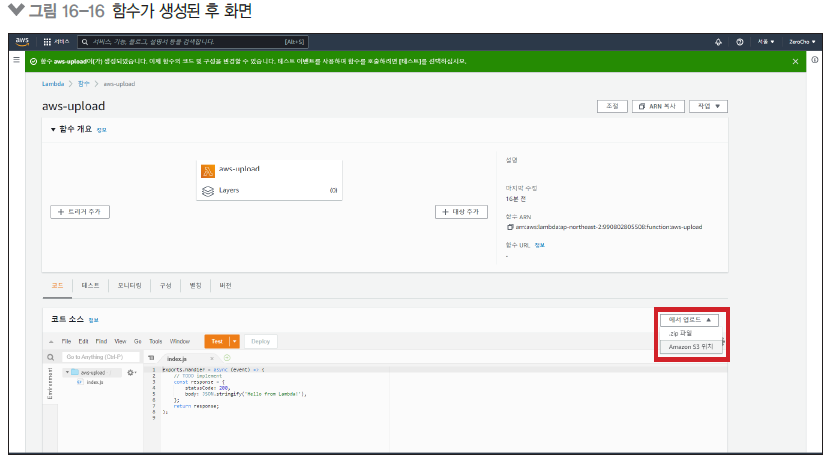 그림 16-16 함수가 생성된 후 화면
aws 서비스 서비스, 기능, 블로그, 설명서 등을 검색합니다. [Alt+S] 서울 ▼ ZeroCho ▼
함수 aws-upload이(가) 생성되었습니다. 이제 함수의 코드 및 구성을 변경할 수 있습니다. 테스트 이벤트를 사용하여 함수를 호출하려면 [테스트]를 선택하십시오.
Lambda > 함수 > aws-upload
aws-upload
조절 ARN 복사 작업 ▼
▼ 함수 개요 정보
aws-upload
Layers (0)
+ 트리거 추가
+ 대상 추가
설명
-
마지막 수정
16분 전
함수 ARN
arn:aws:lambda:ap-northeast-2:990802805508:function:aws-upload
함수 URL 정보
-
코드 테스트 모니터링 구성 별칭 버전
코드 소스 정보
에서 업로드 ▲
.zip 파일
Amazon S3 위치
File Edit Find View Go Tools Window Test ▼ Deploy
Go to Anything (Ctrl-P)
index.js
Environment
aws-upload
index.js
1 exports.handler = async (event) => {
2 // TODO implement
3 const response = {
4 statusCode: 200,
5 body: JSON.stringify('Hello from Lambda!'),
6 };
7 return response;
8 };
9